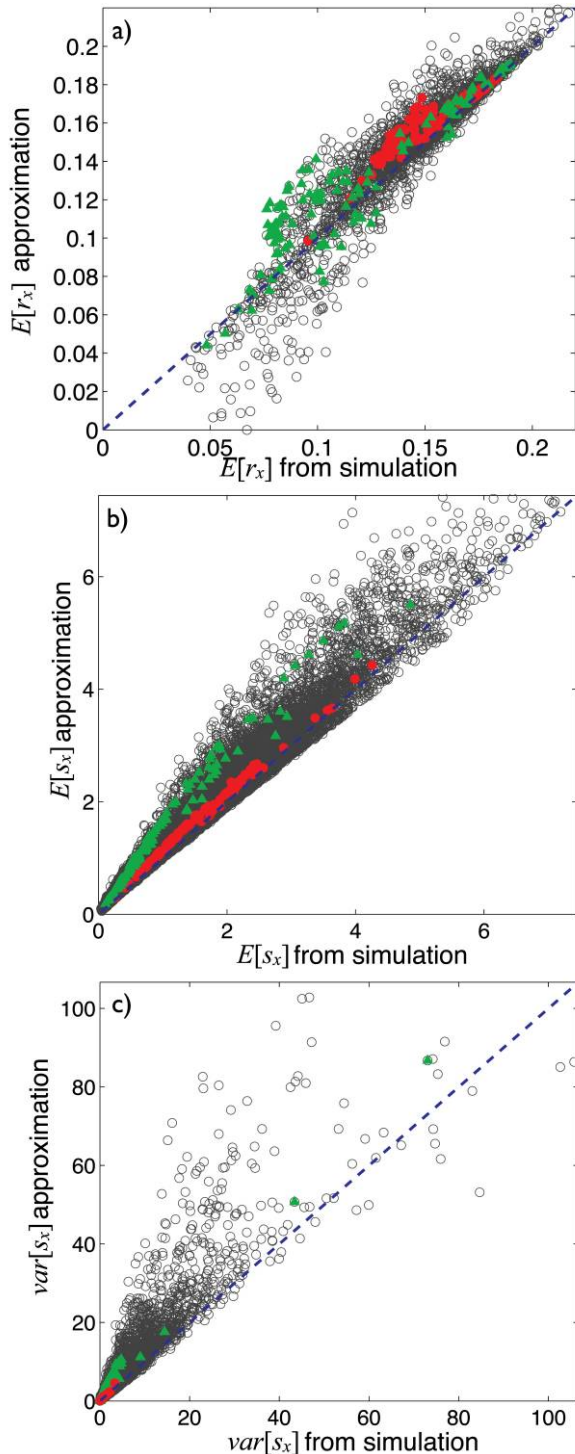 a)
0.2
0.18
0.16
0.14
0.12
0.1
0.08
0.06
0.04
0.02
0
E[rx] approximation
0 0.05 0.1 0.15 0.2
E[rx] from simulation
b)
6
4
2
0
E[sx] approximation
0 2 4 6
E[sx] from simulation
c)
100
80
60
40
20
0
var[sx] approximation
0 20 40 60 80 100
var[sx] from simulation